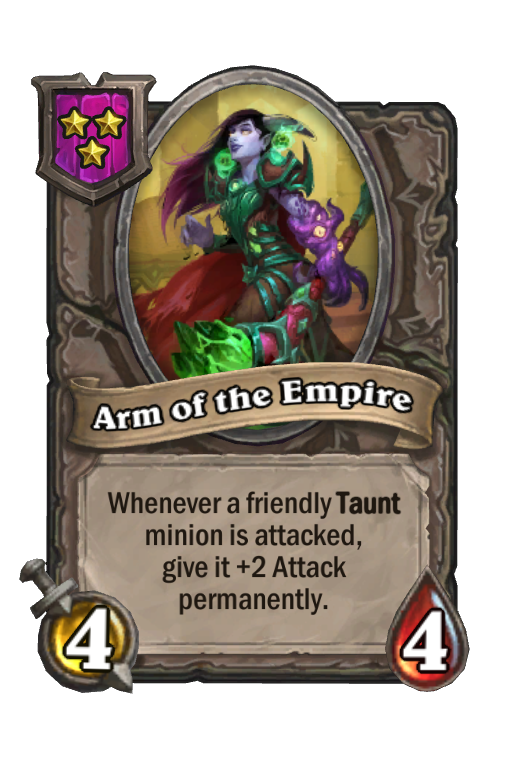 Arm of the Empire
Whenever a friendly Taunt
minion is attacked,
give it +2 Attack
permanently.
4
4